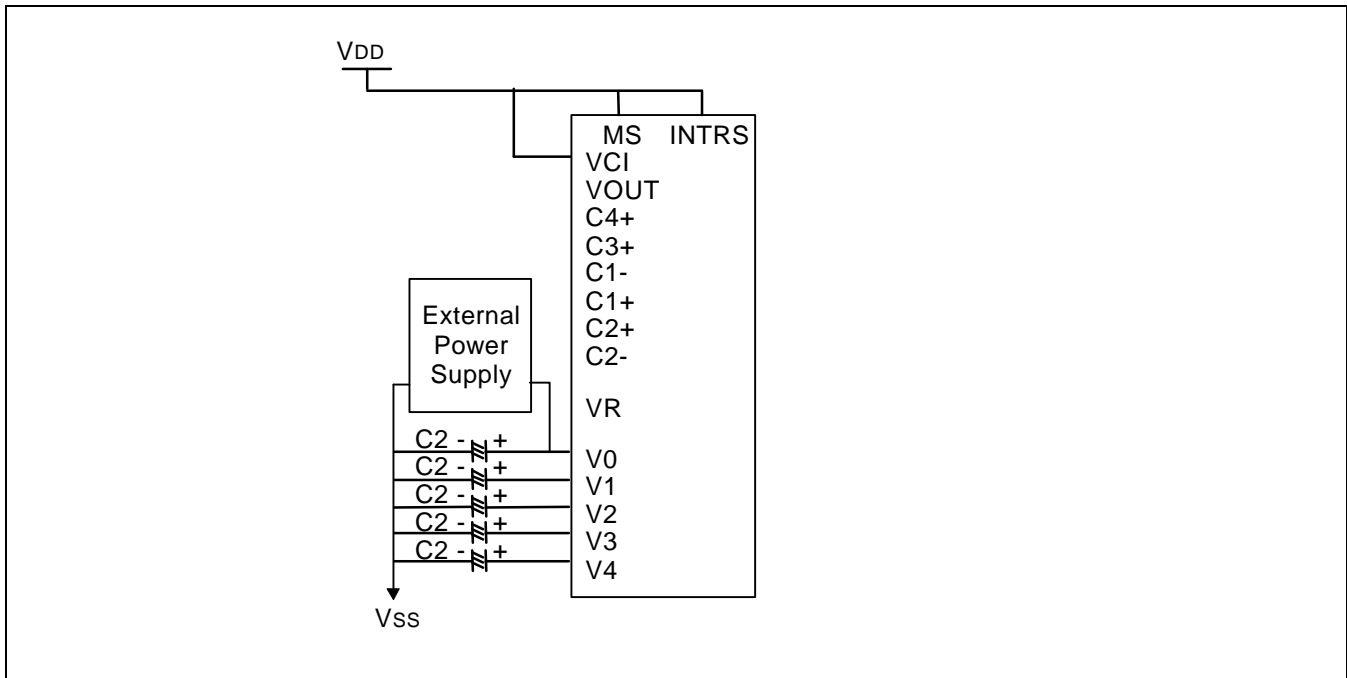 VDD
MS INTRS
VCI
VOUT
C4+
C3+
C1-
C1+
C2+
C2-
External
Power
Supply
VR
C2 - +
V0
C2 - +
V1
C2 - +
V2
C2 - +
V3
C2 - +
V4
Vss